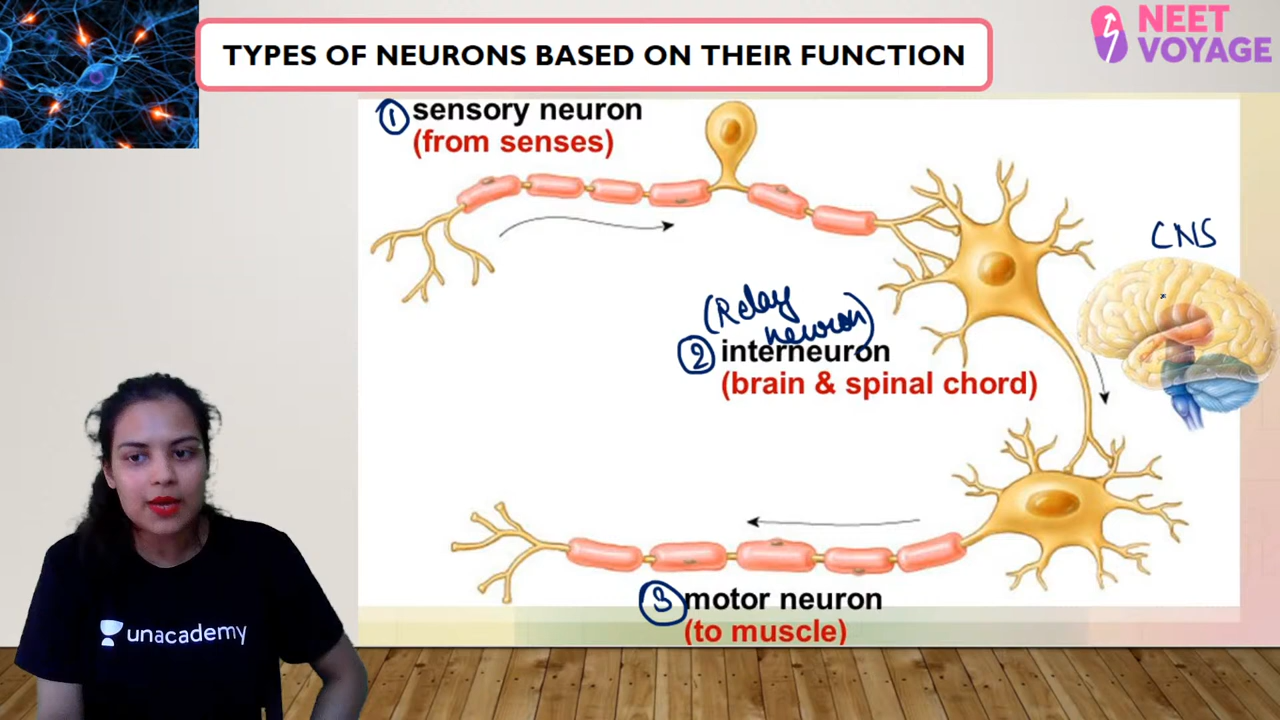 TYPES OF NEURONS BASED ON THEIR FUNCTION
NEET
VOYAGE
1 sensory neuron
(from senses)
CNS
(Relay
neuron)
2 interneuron
(brain & spinal chord)
3 motor neuron
(to muscle)
unacademy